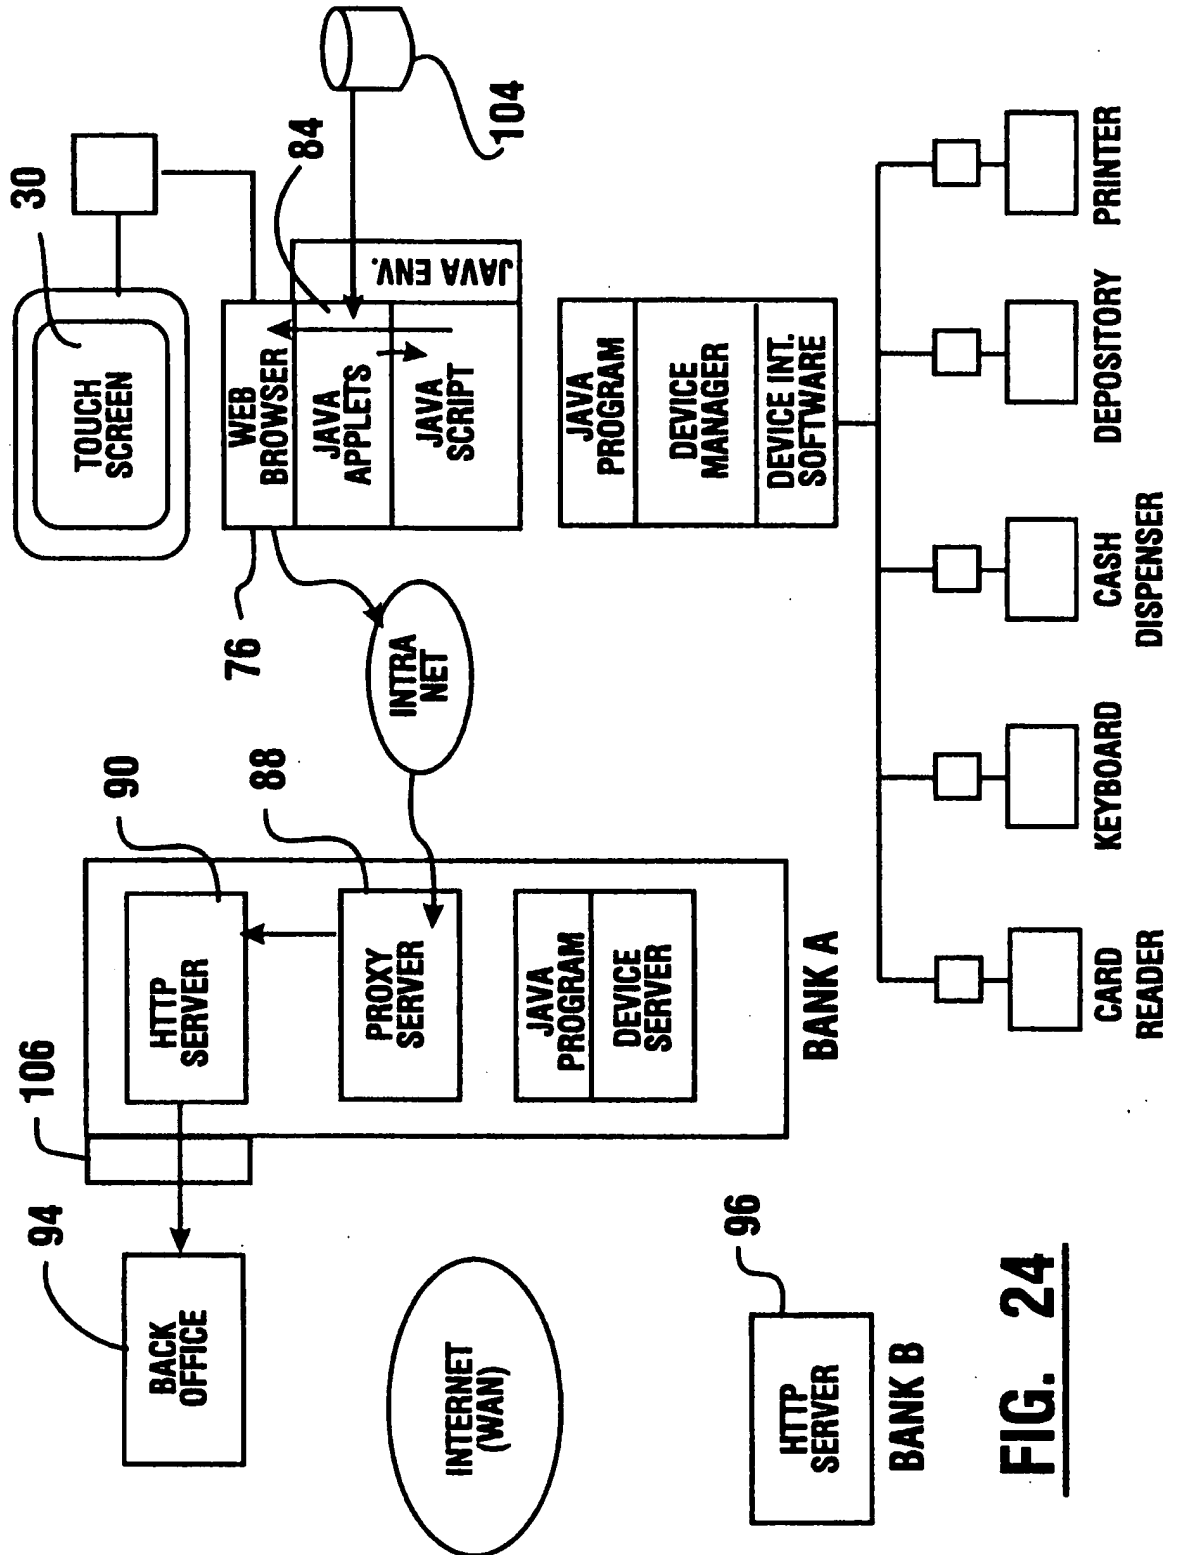 94
106
BACK
OFFICE
90
HTTP
SERVER
88
PROXY
SERVER
JAVA
PROGRAM
DEVICE
SERVER
BANK A
INTERNET
(WAN)
96
HTTP
SERVER
BANK B
INTRA
NET
30
TOUCH
SCREEN
76
WEB
BROWSER
JAVA
APPLETS
JAVA
SCRIPT
JAVA ENV.
84
104
JAVA
PROGRAM
DEVICE
MANAGER
DEVICE INT.
SOFTWARE
CARD
READER
KEYBOARD
CASH
DISPENSER
DEPOSITORY
PRINTER
FIG. 24